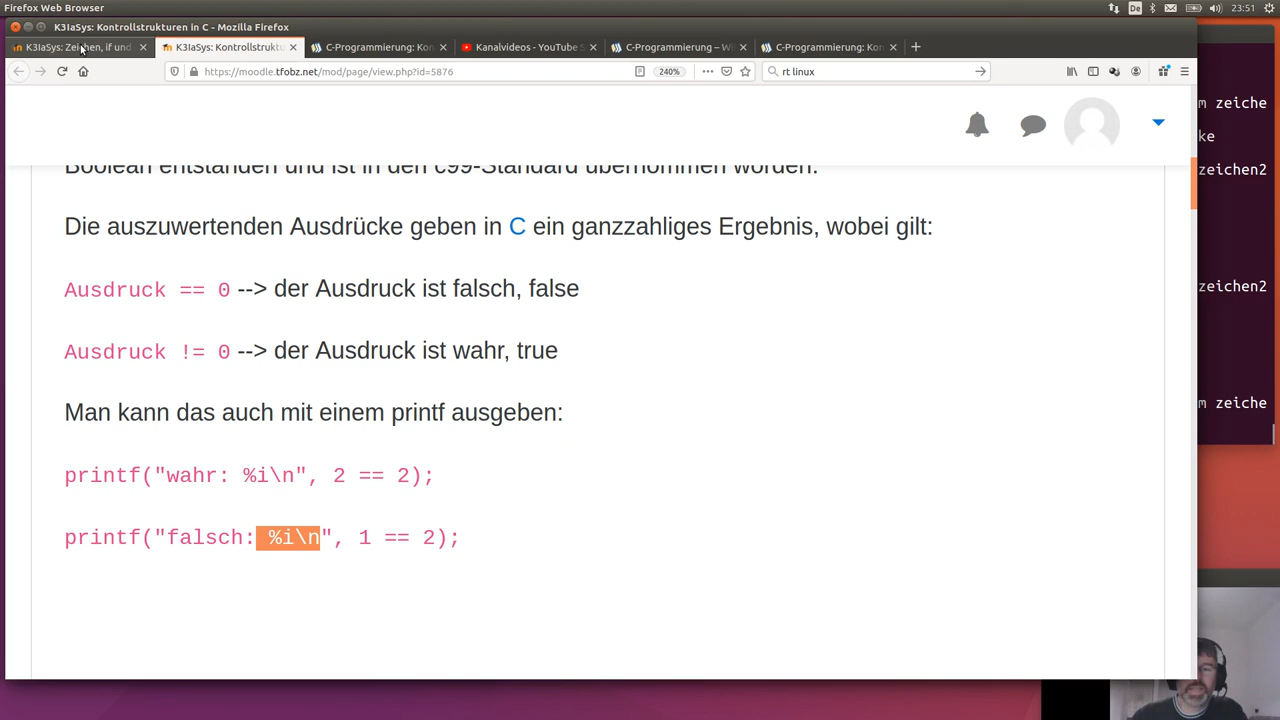 Firefox Web Browser
De
23:51
K3IaSys: Kontrollstrukturen in C - Mozilla Firefox
K3IaSys: Zeichen, if und
K3IaSys: Kontrollstruktu
C-Programmierung: Kon
Kanalvideos - YouTube S
C-Programmierung – Wi
C-Programmierung: Kon
https://moodle.tfobz.net/mod/page/view.php?id=5876
240%
rt linux
Boolean entstanden und ist in den c99-Standard übernommen worden.
Die auszuwertenden Ausdrücke geben in C ein ganzzahliges Ergebnis, wobei gilt:
Ausdruck == 0 --> der Ausdruck ist falsch, false
Ausdruck != 0 --> der Ausdruck ist wahr, true
Man kann das auch mit einem printf ausgeben:
printf("wahr: %i\n", 2 == 2);
printf("falsch: %i\n", 1 == 2);
m zeiche
ke
zeichen2
zeichen2
m zeiche